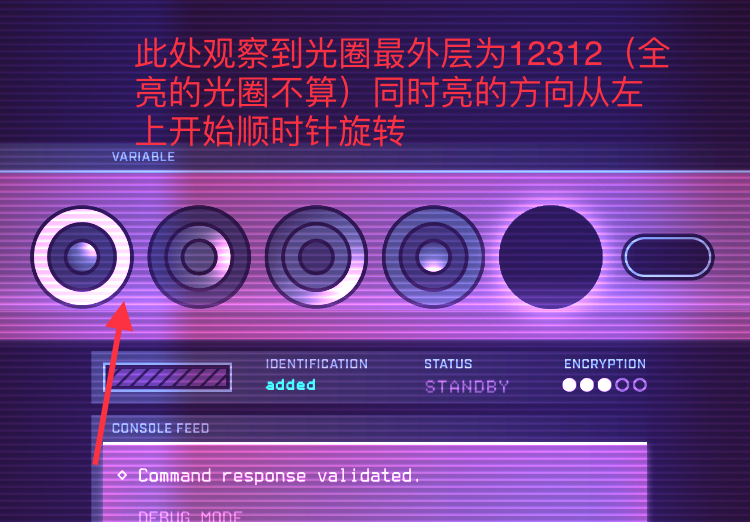 此处观察到光圈最外层为12312（全
亮的光圈不算）同时亮的方向从左
上开始顺时针旋转
VARIABLE
IDENTIFICATION
added
STATUS
STANDBY
ENCRYPTION
CONSOLE FEED
Command response validated.
DEBUG MODE